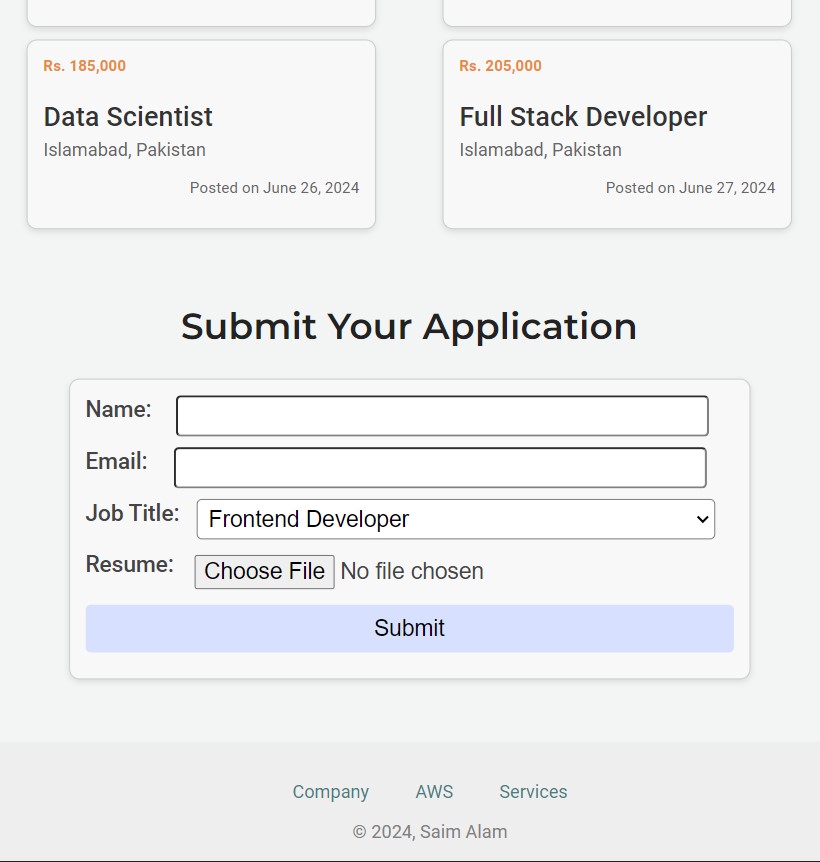 Rs. 185,000
Data Scientist
Islamabad, Pakistan
Posted on June 26, 2024
Rs. 205,000
Full Stack Developer
Islamabad, Pakistan
Posted on June 27, 2024
Submit Your Application
Name:
Email:
Job Title: Frontend Developer
Resume: Choose File No file chosen
Submit
Company AWS Services
© 2024, Saim Alam